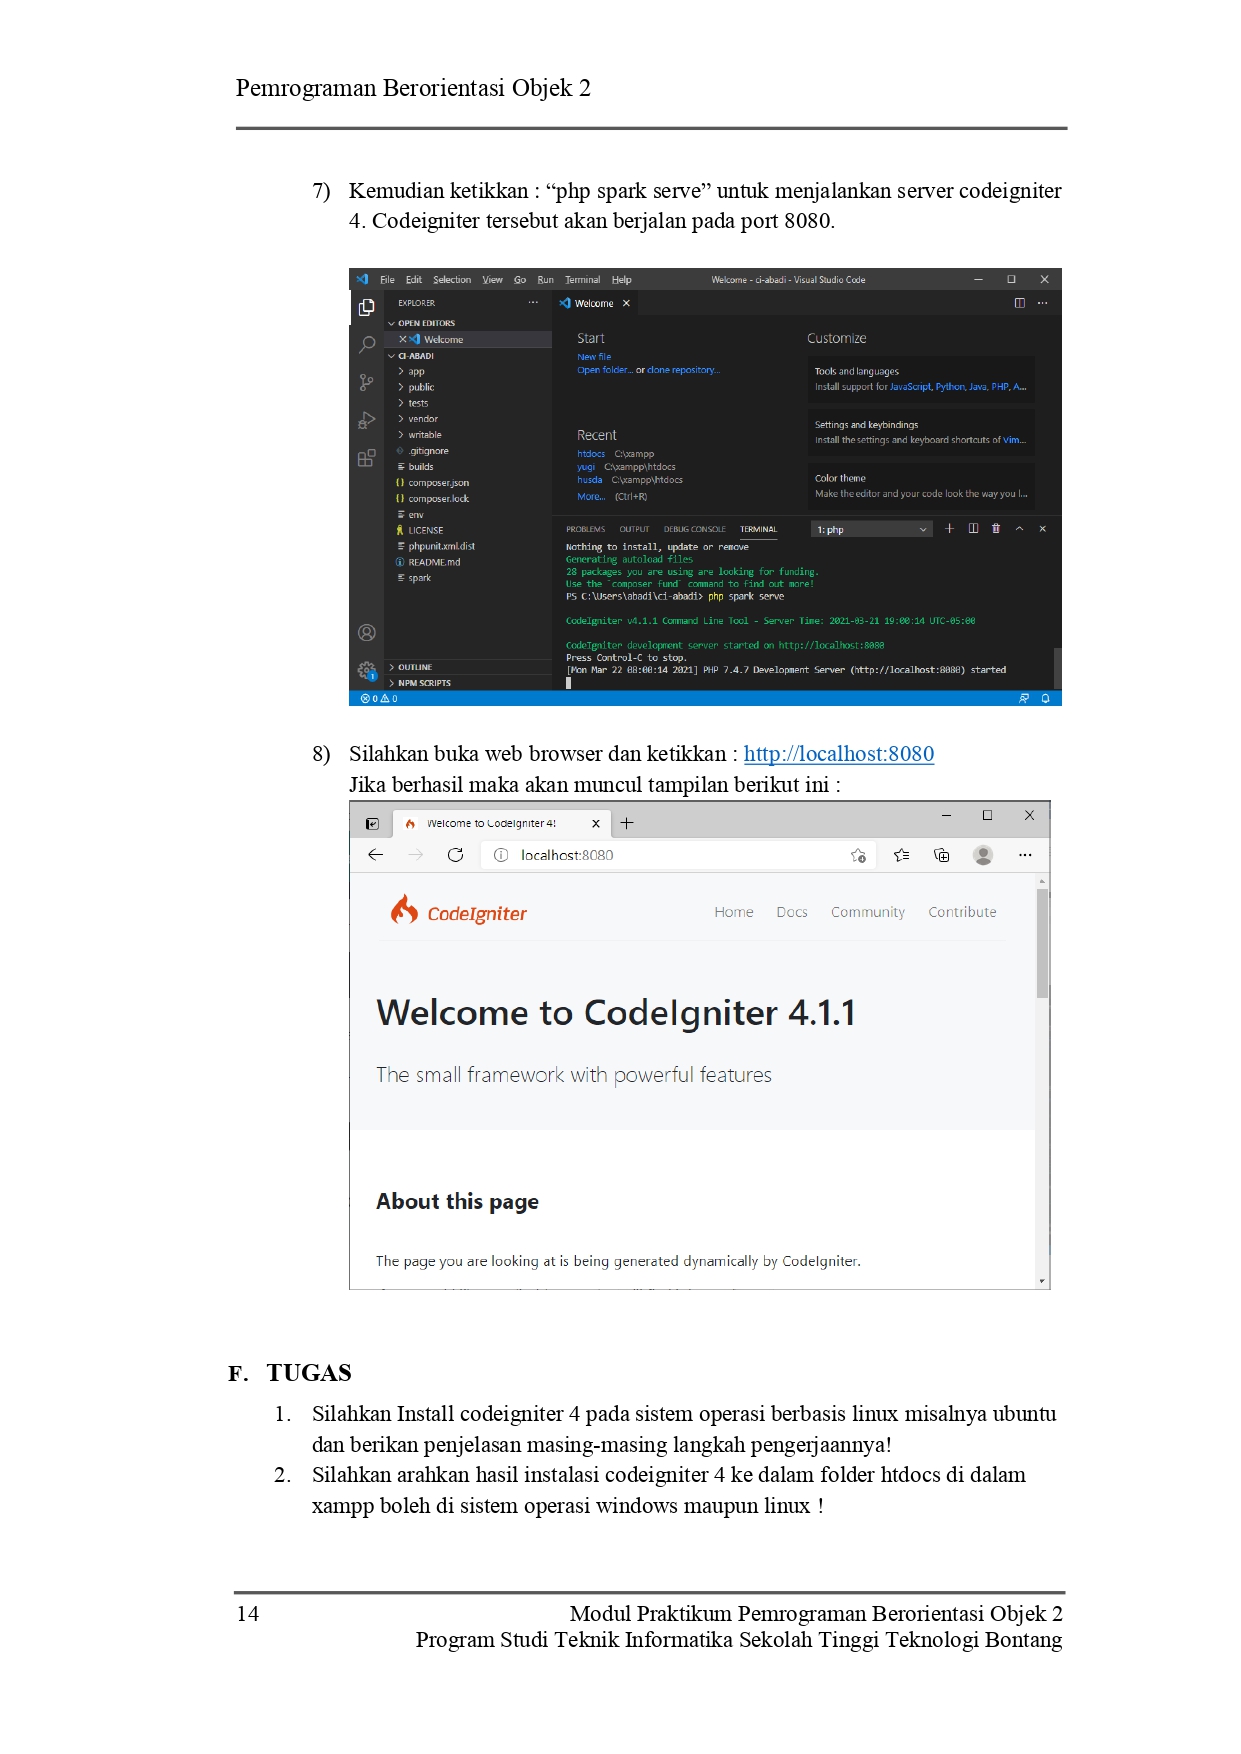 Pemrograman Berorientasi Objek 2
7) Kemudian ketikkan : “php spark serve” untuk menjalankan server codeigniter
4. Codeigniter tersebut akan berjalan pada port 8080.
File Edit Selection View Go Run Terminal Help Welcome - ci-abadi - Visual Studio Code
EXPLORER
OPEN EDITORS
Welcome
CI-ABADI
app
public
tests
vendor
writable
.gitignore
builds
composer.json
composer.lock
env
LICENSE
phpunit.xml.dist
README.md
spark
OUTLINE
NPM SCRIPTS
0 0
Welcome
Start
New file
Open folder... or clone repository...
Recent
htdocs C:\xampp
yugi C:\xampp\htdocs
husda C:\xampp\htdocs
More... (Ctrl+R)
Customize
Tools and languages
Install support for JavaScript, Python, Java, PHP, A...
Settings and keybindings
Install the settings and keyboard shortcuts of Vim...
Color theme
Make the editor and your code look the way you l...
PROBLEMS OUTPUT DEBUG CONSOLE TERMINAL 1: php
Nothing to install, update or remove
Generating autoload files
28 packages you are using are looking for funding.
Use the `composer fund` command to find out more!
PS C:\Users\abadi\ci-abadi> php spark serve
CodeIgniter v4.1.1 Command Line Tool - Server Time: 2021-03-21 19:00:14 UTC-05:00
CodeIgniter development server started on http://localhost:8080
Press Control-C to stop.
[Mon Mar 22 08:00:14 2021] PHP 7.4.7 Development Server (http://localhost:8080) started
8) Silahkan buka web browser dan ketikkan : http://localhost:8080
Jika berhasil maka akan muncul tampilan berikut ini :
Welcome to CodeIgniter 4!
localhost:8080
CodeIgniter Home Docs Community Contribute
Welcome to CodeIgniter 4.1.1
The small framework with powerful features
About this page
The page you are looking at is being generated dynamically by CodeIgniter.
F. TUGAS
1. Silahkan Install codeigniter 4 pada sistem operasi berbasis linux misalnya ubuntu
dan berikan penjelasan masing-masing langkah pengerjaannya!
2. Silahkan arahkan hasil instalasi codeigniter 4 ke dalam folder htdocs di dalam
xampp boleh di sistem operasi windows maupun linux !
14 Modul Praktikum Pemrograman Berorientasi Objek 2
Program Studi Teknik Informatika Sekolah Tinggi Teknologi Bontang